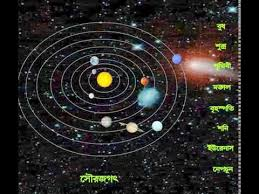 বুধ
শুক্র
পৃথিবী
মঙ্গল
বৃহস্পতি
শনি
ইউরেনাস
নেপচুন
সৌরজগৎ